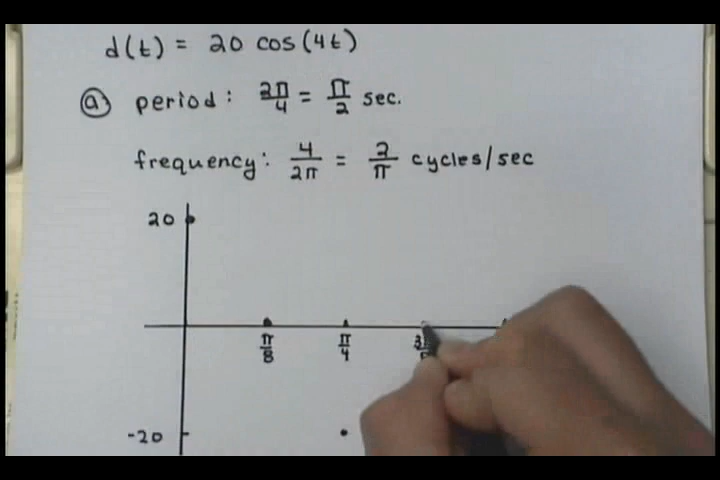 d(t) = 20 cos(4t)
ⓐ period: 2π/4 = π/2 sec.
frequency: 4/2π = 2/π cycles/sec
20
π/8 π/4
-20